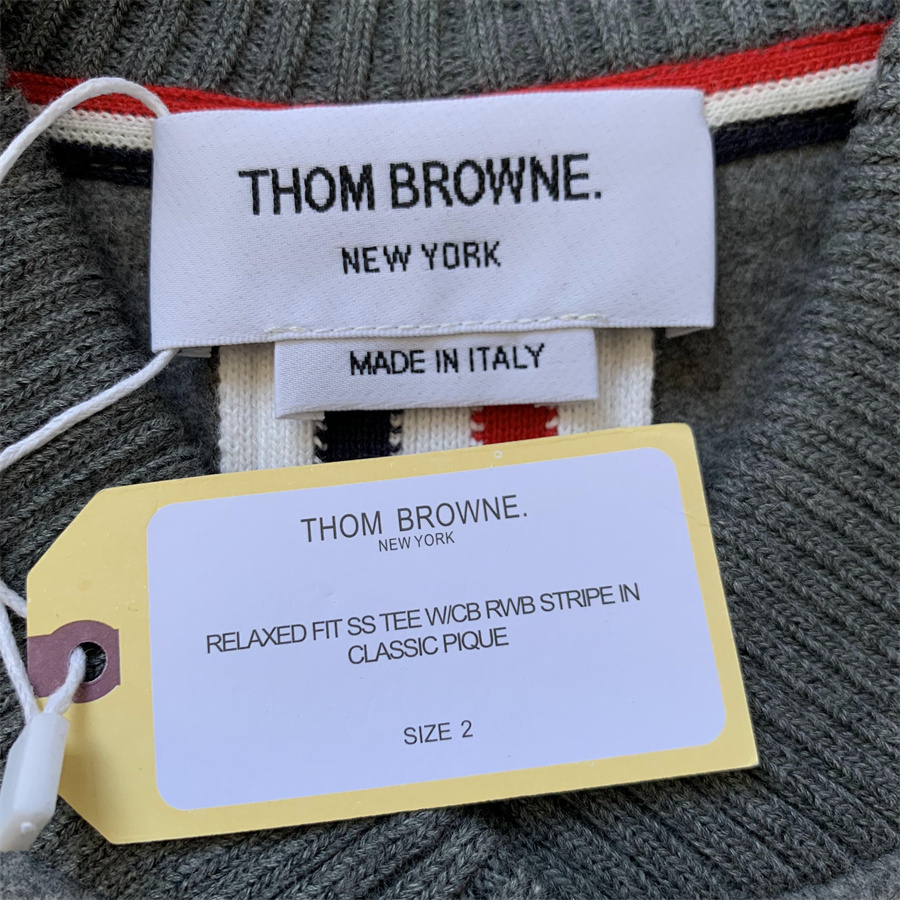 THOM BROWNE.
NEW YORK
MADE IN ITALY
THOM BROWNE.
NEW YORK
RELAXED FIT SS TEE W/CB RWB STRIPE IN
CLASSIC PIQUE
SIZE 2